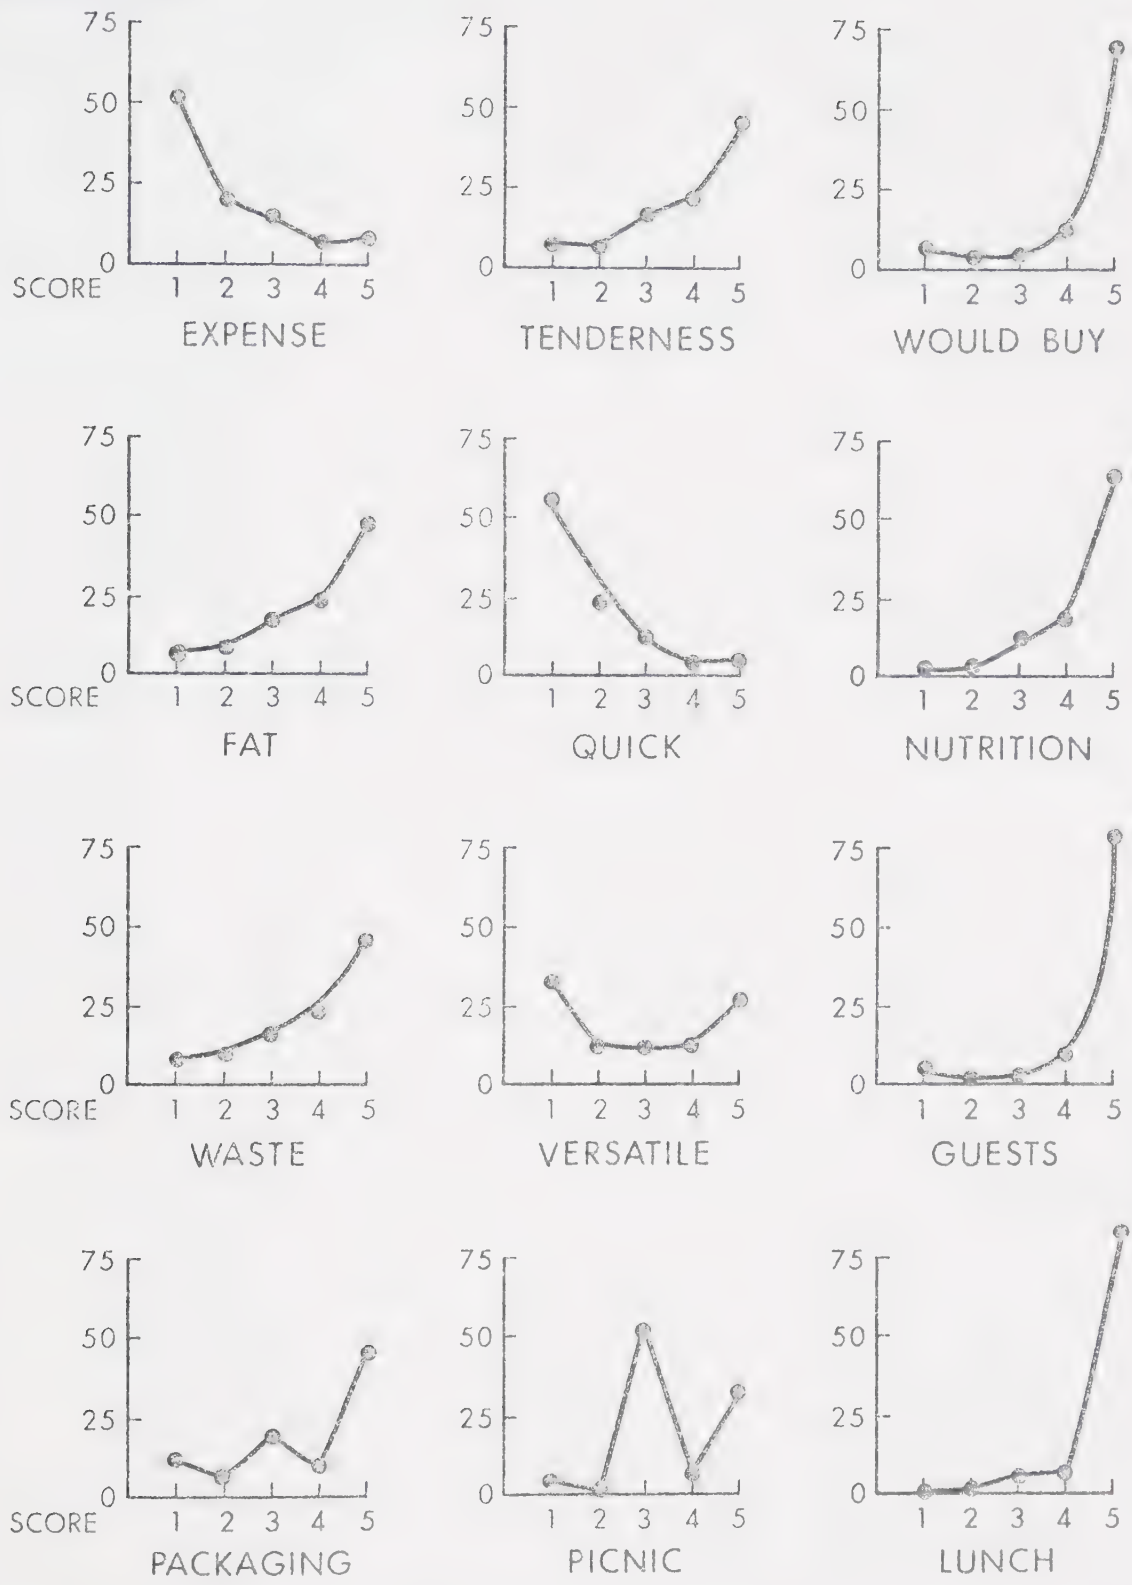 75 75 75
50 50 50
25 25 25
0 0 0
SCORE 1 2 3 4 5 1 2 3 4 5 1 2 3 4 5
EXPENSE TENDERNESS WOULD BUY
75 75 75
50 50 50
25 25 25
0 0 0
SCORE 1 2 3 4 5 1 2 3 4 5 1 2 3 4 5
FAT QUICK NUTRITION
75 75 75
50 50 50
25 25 25
0 0 0
SCORE 1 2 3 4 5 1 2 3 4 5 1 2 3 4 5
WASTE VERSATILE GUESTS
75 75 75
50 50 50
25 25 25
0 0 0
SCORE 1 2 3 4 5 1 2 3 4 5 1 2 3 4 5
PACKAGING PICNIC LUNCH